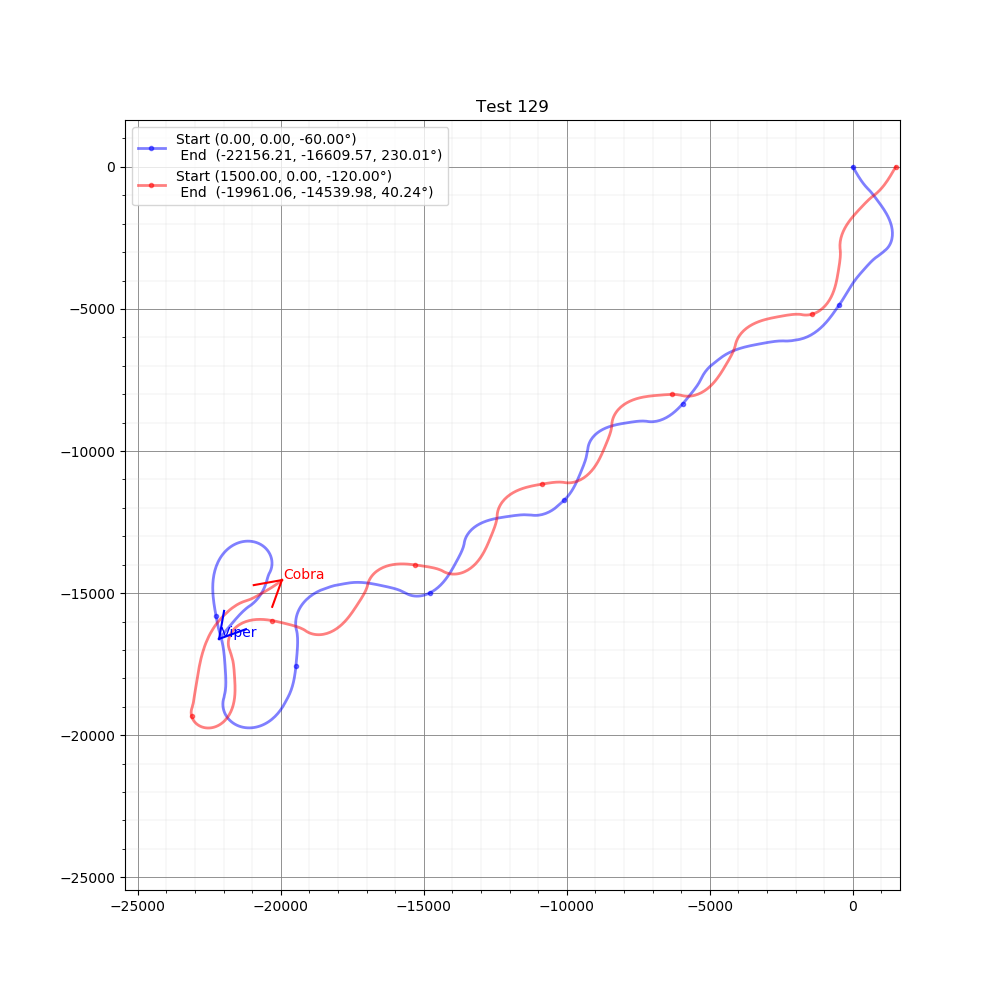 Test 129
Start (0.00, 0.00, -60.00°)
End  (-22156.21, -16609.57, 230.01°)
Start (1500.00, 0.00, -120.00°)
End  (-19961.06, -14539.98, 40.24°)
0
−5000
−10000
−15000
−20000
−25000
Cobra
Viper
−25000
−20000
−15000
−10000
−5000
0